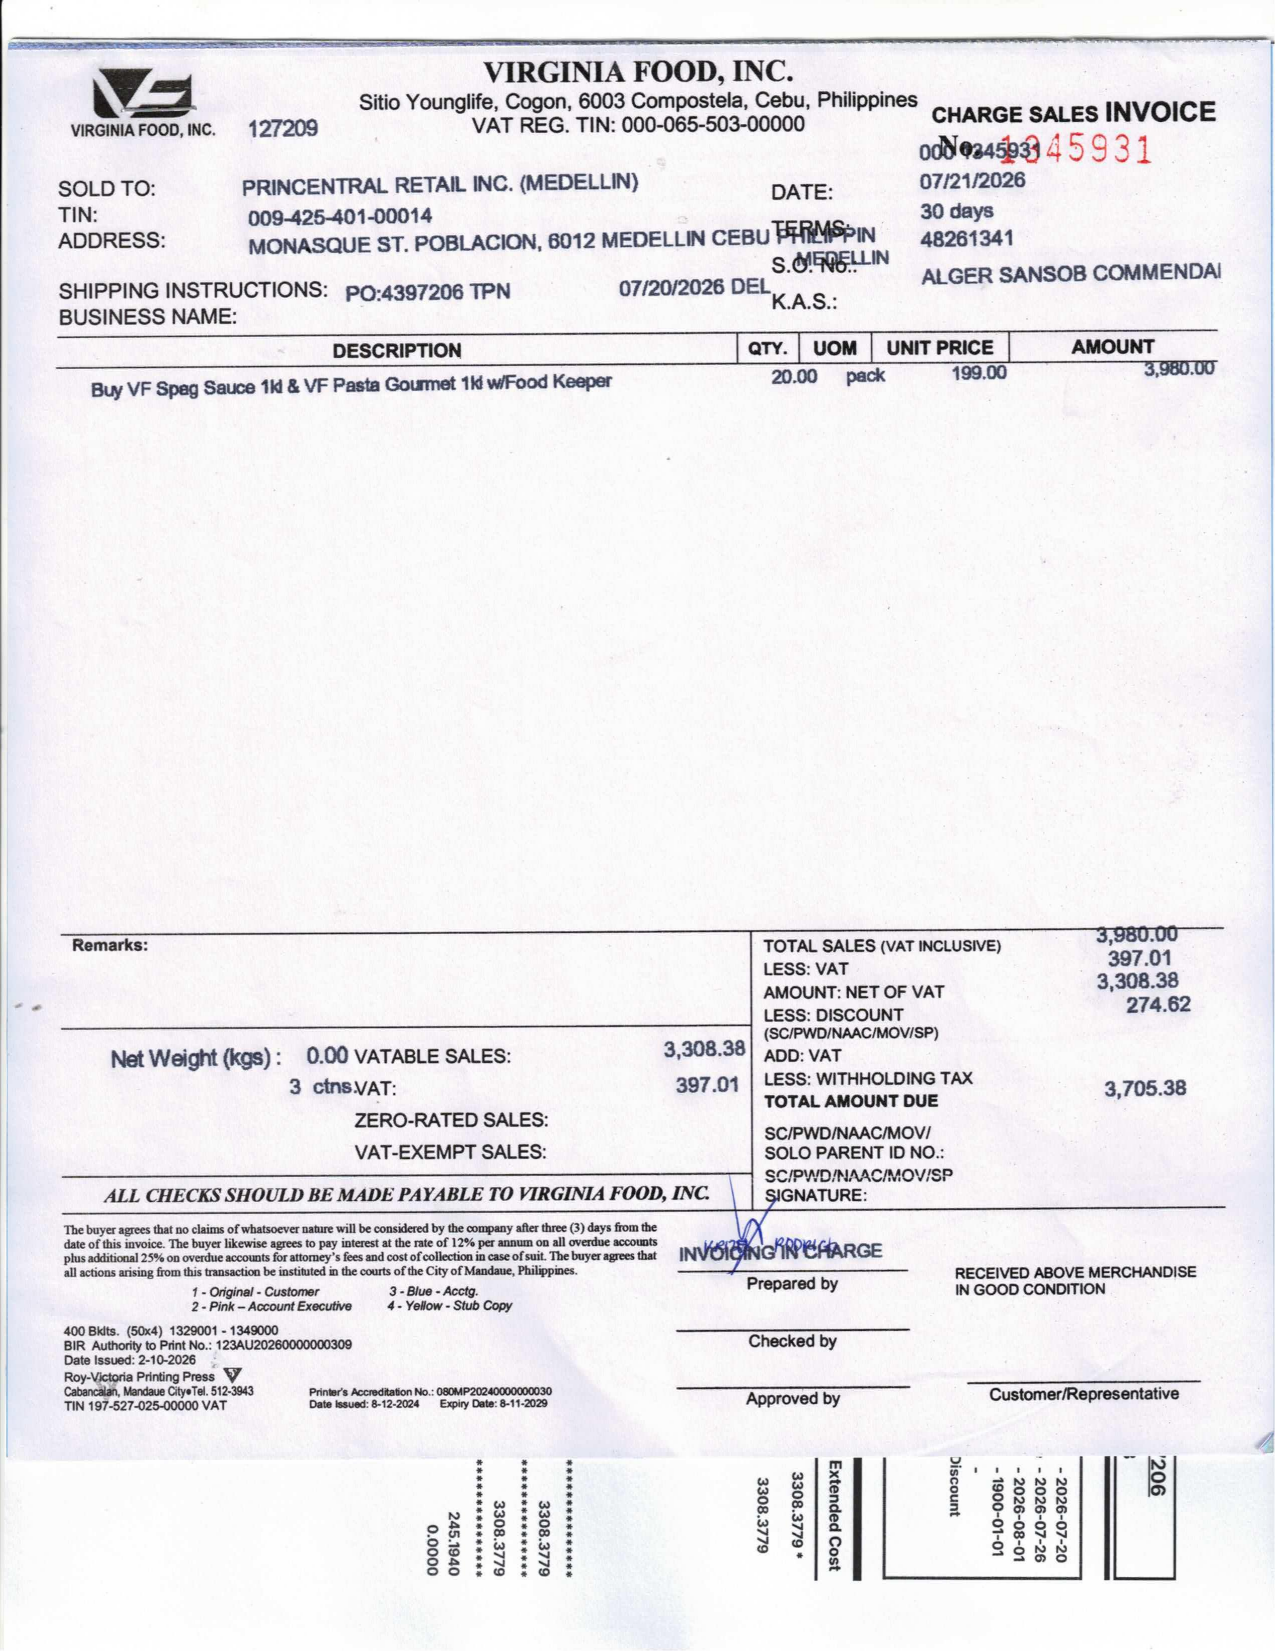 VIRGINIA FOOD, INC.
Sitio Younglife, Cogon, 6003 Compostela, Cebu, Philippines
VAT REG. TIN: 000-065-503-00000
VIRGINIA FOOD, INC.
127209
CHARGE SALES INVOICE
No. 1345931
000 1345931
SOLD TO: PRINCENTRAL RETAIL INC. (MEDELLIN)
DATE: 07/21/2026
TIN: 009-425-401-00014
TERMS: 30 days
ADDRESS: MONASQUE ST. POBLACION, 6012 MEDELLIN CEBU PHILIPPIN
MEDELLIN
S.O. No.: 48261341
SHIPPING INSTRUCTIONS: PO:4397206 TPN 07/20/2026 DEL
K.A.S.: ALGER SANSOB COMMENDAI
BUSINESS NAME:
DESCRIPTION QTY. UOM UNIT PRICE AMOUNT
Buy VF Speg Sauce 1kl & VF Pasta Gourmet 1kl w/Food Keeper 20.00 pack 199.00 3,980.00
Remarks:
TOTAL SALES (VAT INCLUSIVE) 3,980.00
LESS: VAT 397.01
AMOUNT: NET OF VAT 3,308.38
LESS: DISCOUNT 274.62
(SC/PWD/NAAC/MOV/SP)
ADD: VAT
LESS: WITHHOLDING TAX
TOTAL AMOUNT DUE 3,705.38
SC/PWD/NAAC/MOV/
SOLO PARENT ID NO.:
SC/PWD/NAAC/MOV/SP
SIGNATURE:
Net Weight (kgs) : 0.00 VATABLE SALES: 3,308.38
3 ctns. VAT: 397.01
ZERO-RATED SALES:
VAT-EXEMPT SALES:
ALL CHECKS SHOULD BE MADE PAYABLE TO VIRGINIA FOOD, INC.
The buyer agrees that no claims of whatsoever nature will be considered by the company after three (3) days from the
date of this invoice. The buyer likewise agrees to pay interest at the rate of 12% per annum on all overdue accounts
plus additional 25% on overdue accounts for attorney's fees and cost of collection in case of suit. The buyer agrees that
all actions arising from this transaction be instituted in the courts of the City of Mandaue, Philippines.
1 - Original - Customer 3 - Blue - Acctg.
2 - Pink – Account Executive 4 - Yellow - Stub Copy
400 Bklts. (50x4) 1329001 - 1349000
BIR Authority to Print No.: 123AU20260000000309
Date Issued: 2-10-2026
Roy-Victoria Printing Press
Cabancalan, Mandaue City•Tel. 512-3943
TIN 197-527-025-00000 VAT
Printer's Accreditation No.: 080MP20240000000030
Date Issued: 8-12-2024 Expiry Date: 8-11-2029
INVOICING IN CHARGE
Prepared by
Checked by
Approved by
RECEIVED ABOVE MERCHANDISE
IN GOOD CONDITION
Customer/Representative
206
- 2026-07-20
- 2026-07-26
- 2026-08-01
- 1900-01-01
-
Discount
Extended Cost
3308.3779 *
3308.3779
3308.3779
3308.3779
245.1940
0.0000